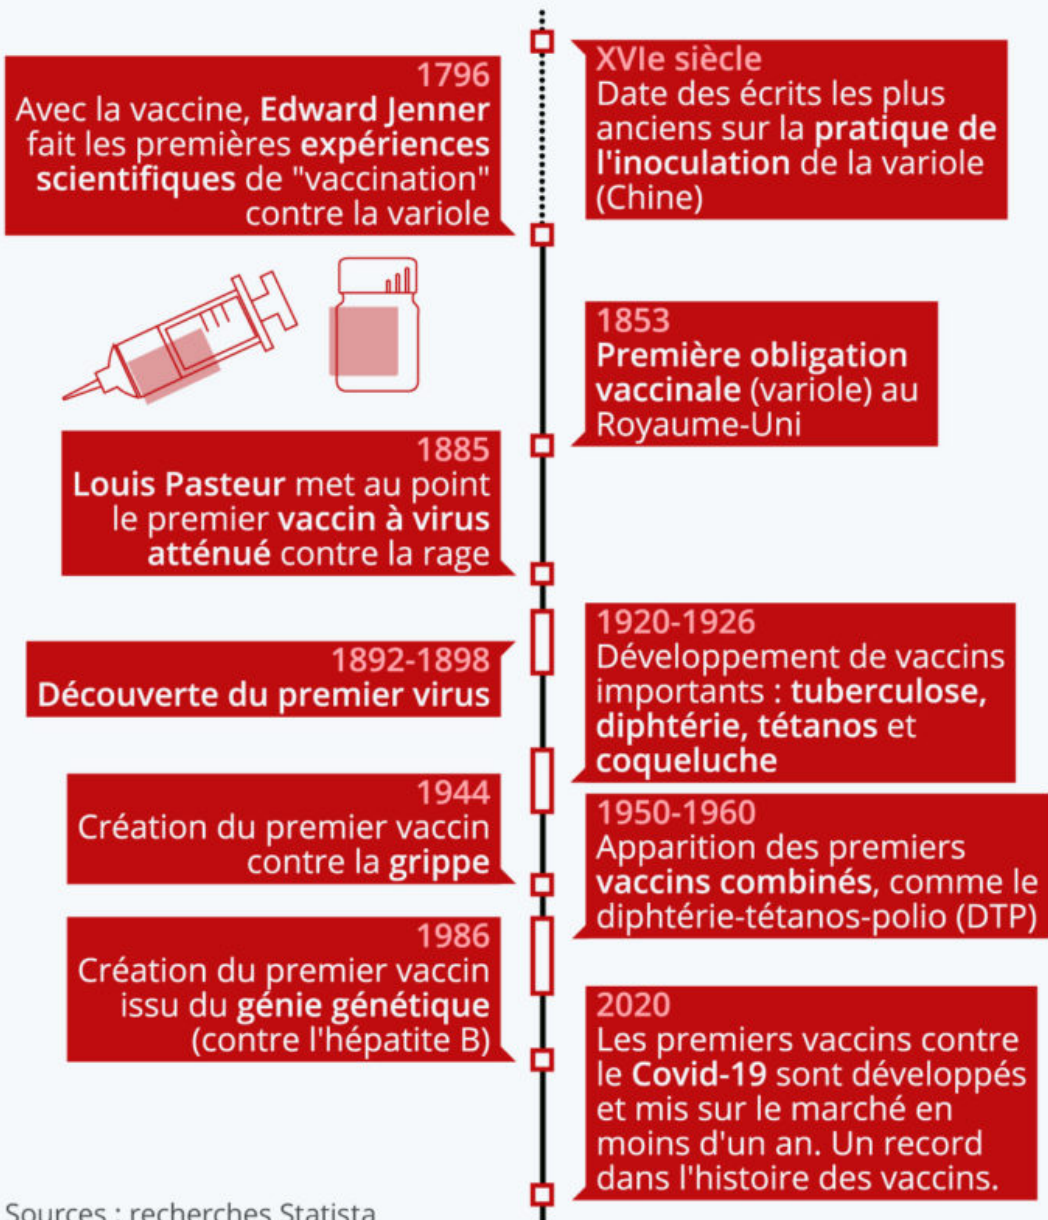 XVIe siècle
Date des écrits les plus
anciens sur la pratique de
l'inoculation de la variole
(Chine)
1796
Avec la vaccine, Edward Jenner
fait les premières expériences
scientifiques de "vaccination"
contre la variole
1853
Première obligation
vaccinale (variole) au
Royaume-Uni
1885
Louis Pasteur met au point
le premier vaccin à virus
atténué contre la rage
1892-1898
Découverte du premier virus
1920-1926
Développement de vaccins
importants : tuberculose,
diphtérie, tétanos et
coqueluche
1944
Création du premier vaccin
contre la grippe
1950-1960
Apparition des premiers
vaccins combinés, comme le
diphtérie-tétanos-polio (DTP)
1986
Création du premier vaccin
issu du génie génétique
(contre l'hépatite B)
2020
Les premiers vaccins contre
le Covid-19 sont développés
et mis sur le marché en
moins d'un an. Un record
dans l'histoire des vaccins.
Sources : recherches Statista